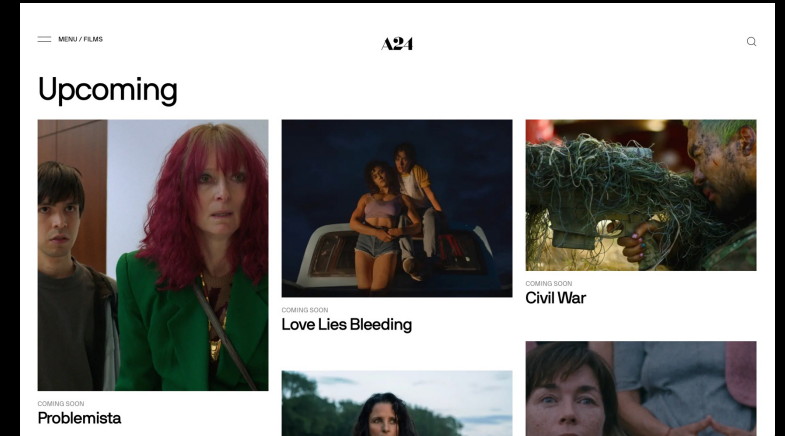 MENU / FILMS
A24
Upcoming
COMING SOON
Problemista
COMING SOON
Love Lies Bleeding
COMING SOON
Civil War